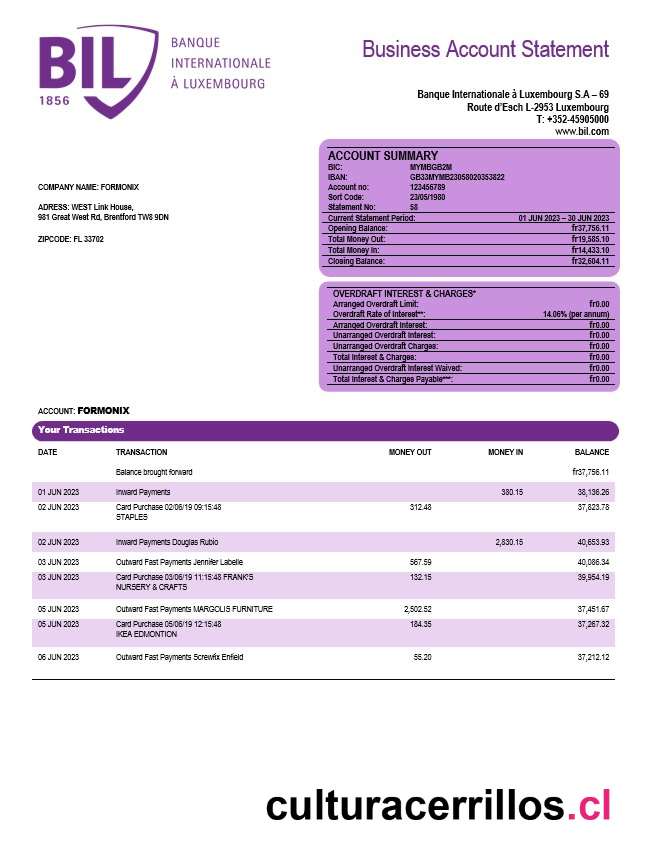 BIL
1856
BANQUE
INTERNATIONALE
À LUXEMBOURG
Business Account Statement
Banque Internationale à Luxembourg S.A – 69
Route d'Esch L-2953 Luxembourg
T: +352-45905000
www.bil.com
COMPANY NAME: FORMONIX
ADRESS: WEST Link House,
981 Great West Rd, Brentford TW8 9DN
ZIPCODE: FL 33702
ACCOUNT SUMMARY
BIC: MYMBGB2M
IBAN: GB33MYMB23058020353822
Account no: 123456789
Sort Code: 23/05/1980
Statement No: 58
Current Statement Period: 01 JUN 2023 – 30 JUN 2023
Opening Balance: fr37,756.11
Total Money Out: fr19,585.10
Total Money In: fr14,433.10
Closing Balance: fr32,604.11
OVERDRAFT INTEREST & CHARGES*
Arranged Overdraft Limit: fr0.00
Overdraft Rate of Interest**: 14.06% (per annum)
Arranged Overdraft Interest: fr0.00
Unarranged Overdraft Interest: fr0.00
Unarranged Overdraft Charges: fr0.00
Total Interest & Charges: fr0.00
Unarranged Overdraft Interest Waived: fr0.00
Total Interest & Charges Payable***: fr0.00
ACCOUNT: FORMONIX
Your Transactions
DATE TRANSACTION MONEY OUT MONEY IN BALANCE
Balance brought forward fr37,756.11
01 JUN 2023 Inward Payments 380.15 38,136.26
02 JUN 2023 Card Purchase 02/06/19 09:15:48 312.48 37,823.78
STAPLES
02 JUN 2023 Inward Payments Douglas Rubio 2,830.15 40,653.93
03 JUN 2023 Outward Fast Payments Jennifer Labelle 567.59 40,086.34
03 JUN 2023 Card Purchase 03/06/19 11:15:48 FRANK'S 132.15 39,954.19
NURSERY & CRAFTS
05 JUN 2023 Outward Fast Payments MARGOLIS FURNITURE 2,502.52 37,451.67
05 JUN 2023 Card Purchase 05/06/19 12:15:48 184.35 37,267.32
IKEA EDMONTION
06 JUN 2023 Outward Fast Payments Screwfix Enfield 55.20 37,212.12
culturacerrillos.cl